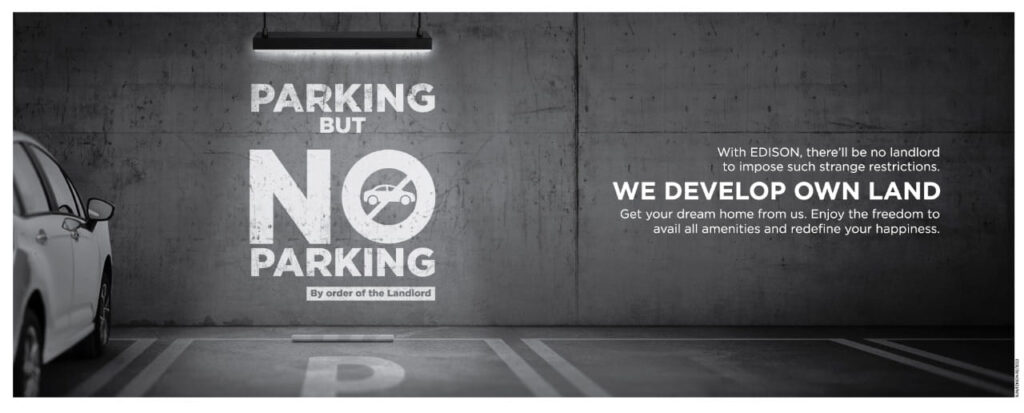 PARKING
BUT
NO
PARKING
By order of the Landlord
With EDISON, there'll be no landlord
to impose such strange restrictions.
WE DEVELOP OWN LAND
Get your dream home from us. Enjoy the freedom to
avail all amenities and redefine your happiness.
P